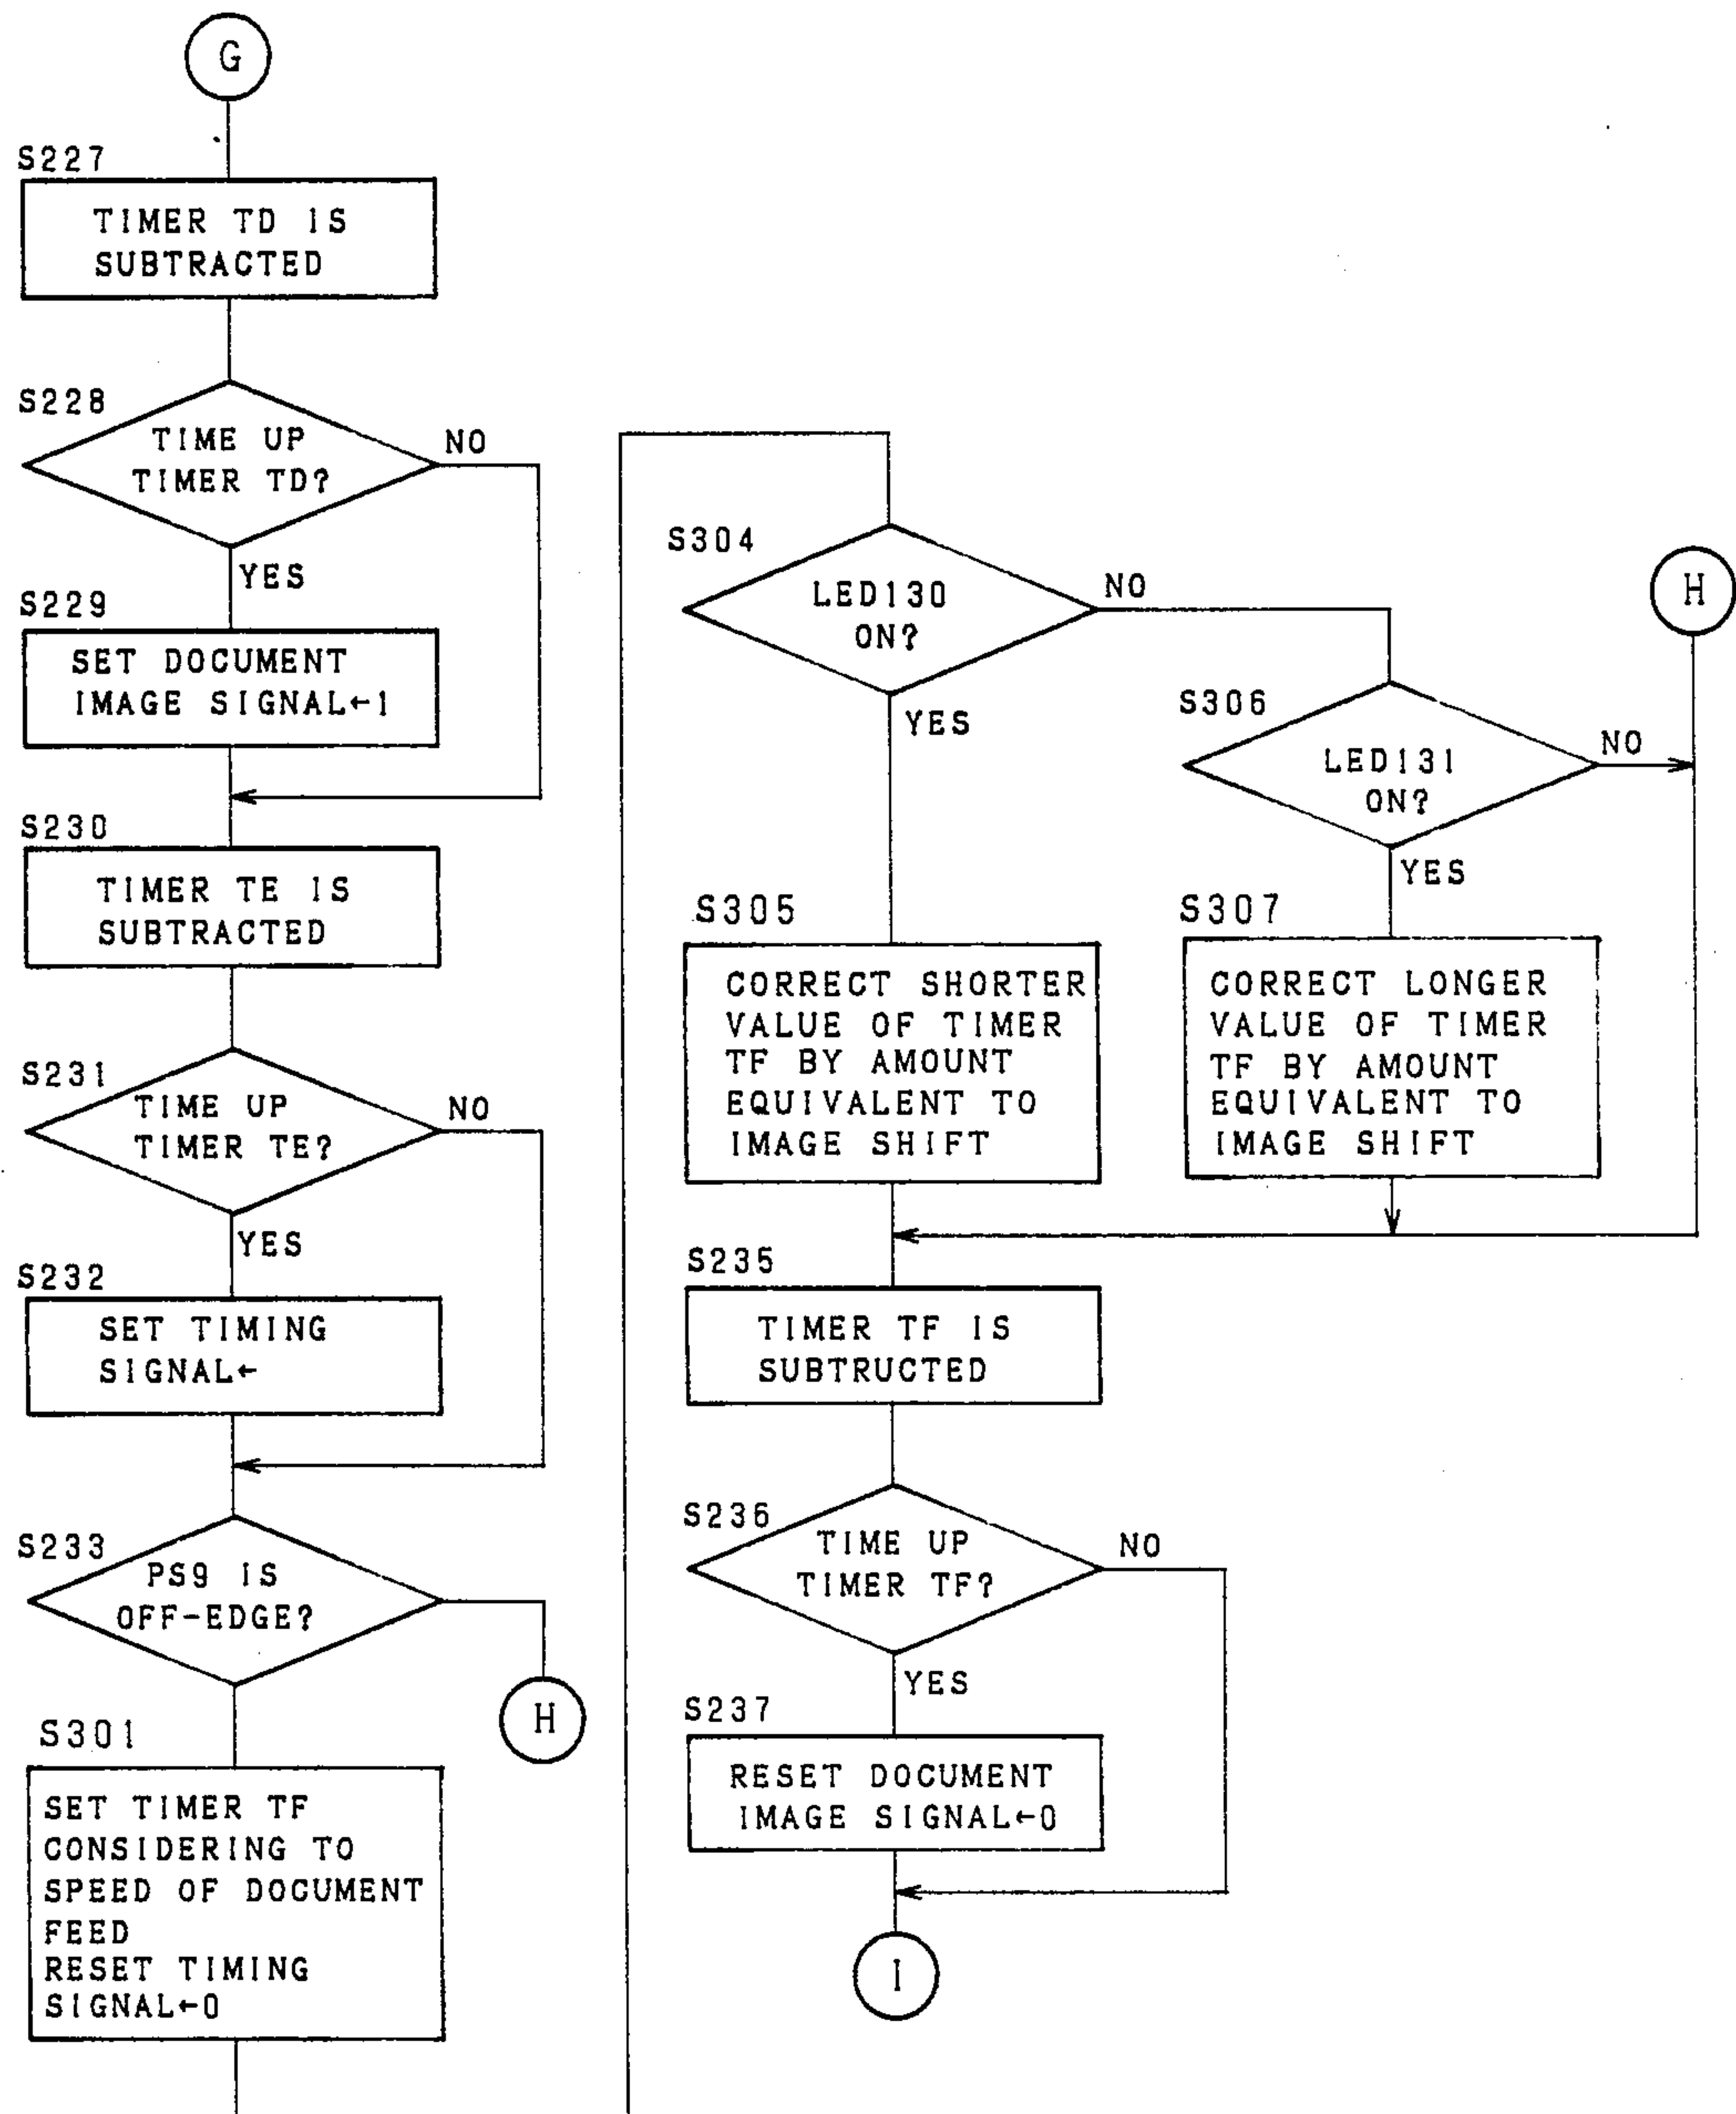 G
S227
TIMER TD IS
SUBTRACTED
S228
TIME UP
TIMER TD?
NO
YES
S229
SET DOCUMENT
IMAGE SIGNAL←1
S230
TIMER TE IS
SUBTRACTED
S231
TIME UP
TIMER TE?
NO
YES
S232
SET TIMING
SIGNAL←
S233
PS9 IS
OFF-EDGE?
H
S301
SET TIMER TF
CONSIDERING TO
SPEED OF DOCUMENT
FEED
RESET TIMING
SIGNAL←0
S304
LED130
ON?
NO
YES
S306
LED131
ON?
NO
YES
H
S305
CORRECT SHORTER
VALUE OF TIMER
TF BY AMOUNT
EQUIVALENT TO
IMAGE SHIFT
S307
CORRECT LONGER
VALUE OF TIMER
TF BY AMOUNT
EQUIVALENT TO
IMAGE SHIFT
S235
TIMER TF IS
SUBTRUCTED
S236
TIME UP
TIMER TF?
NO
YES
S237
RESET DOCUMENT
IMAGE SIGNAL←0
I